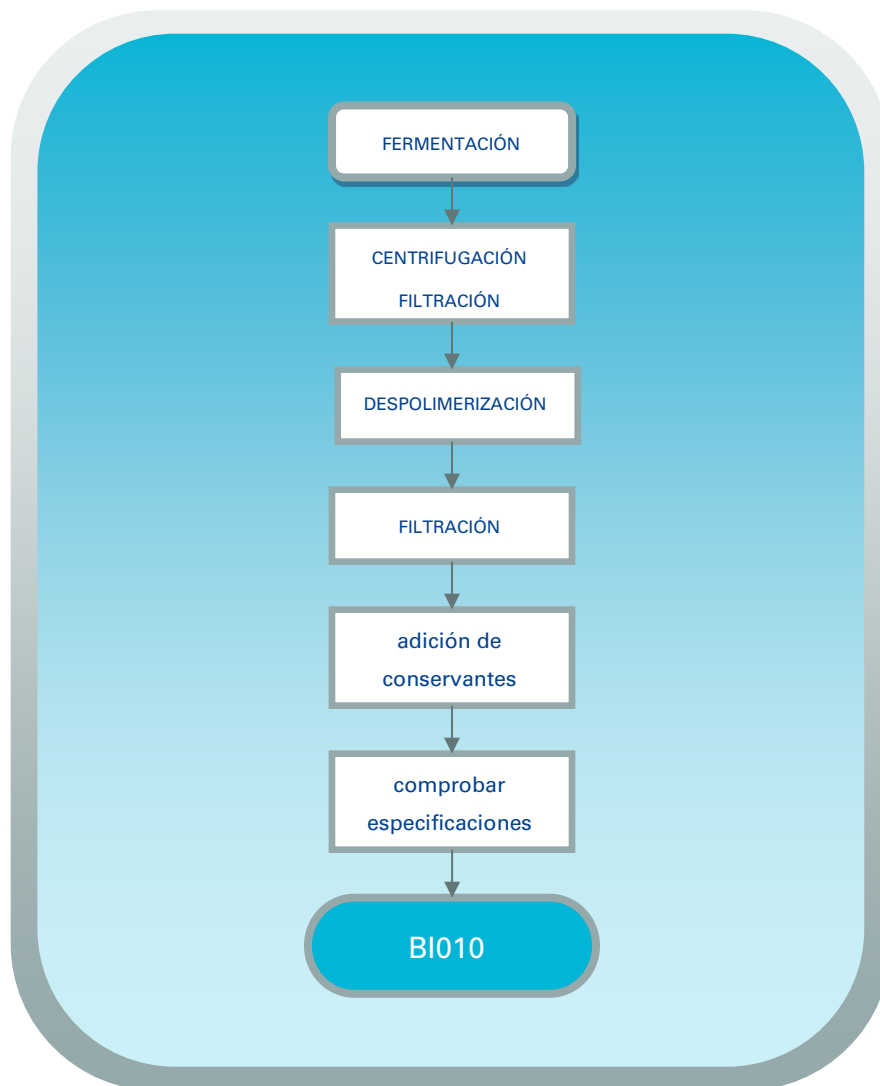 FERMENTACIÓN
CENTRIFUGACIÓN
FILTRACIÓN
DESPOLIMERIZACIÓN
FILTRACIÓN
adición de
conservantes
comprobar
especificaciones
BI010